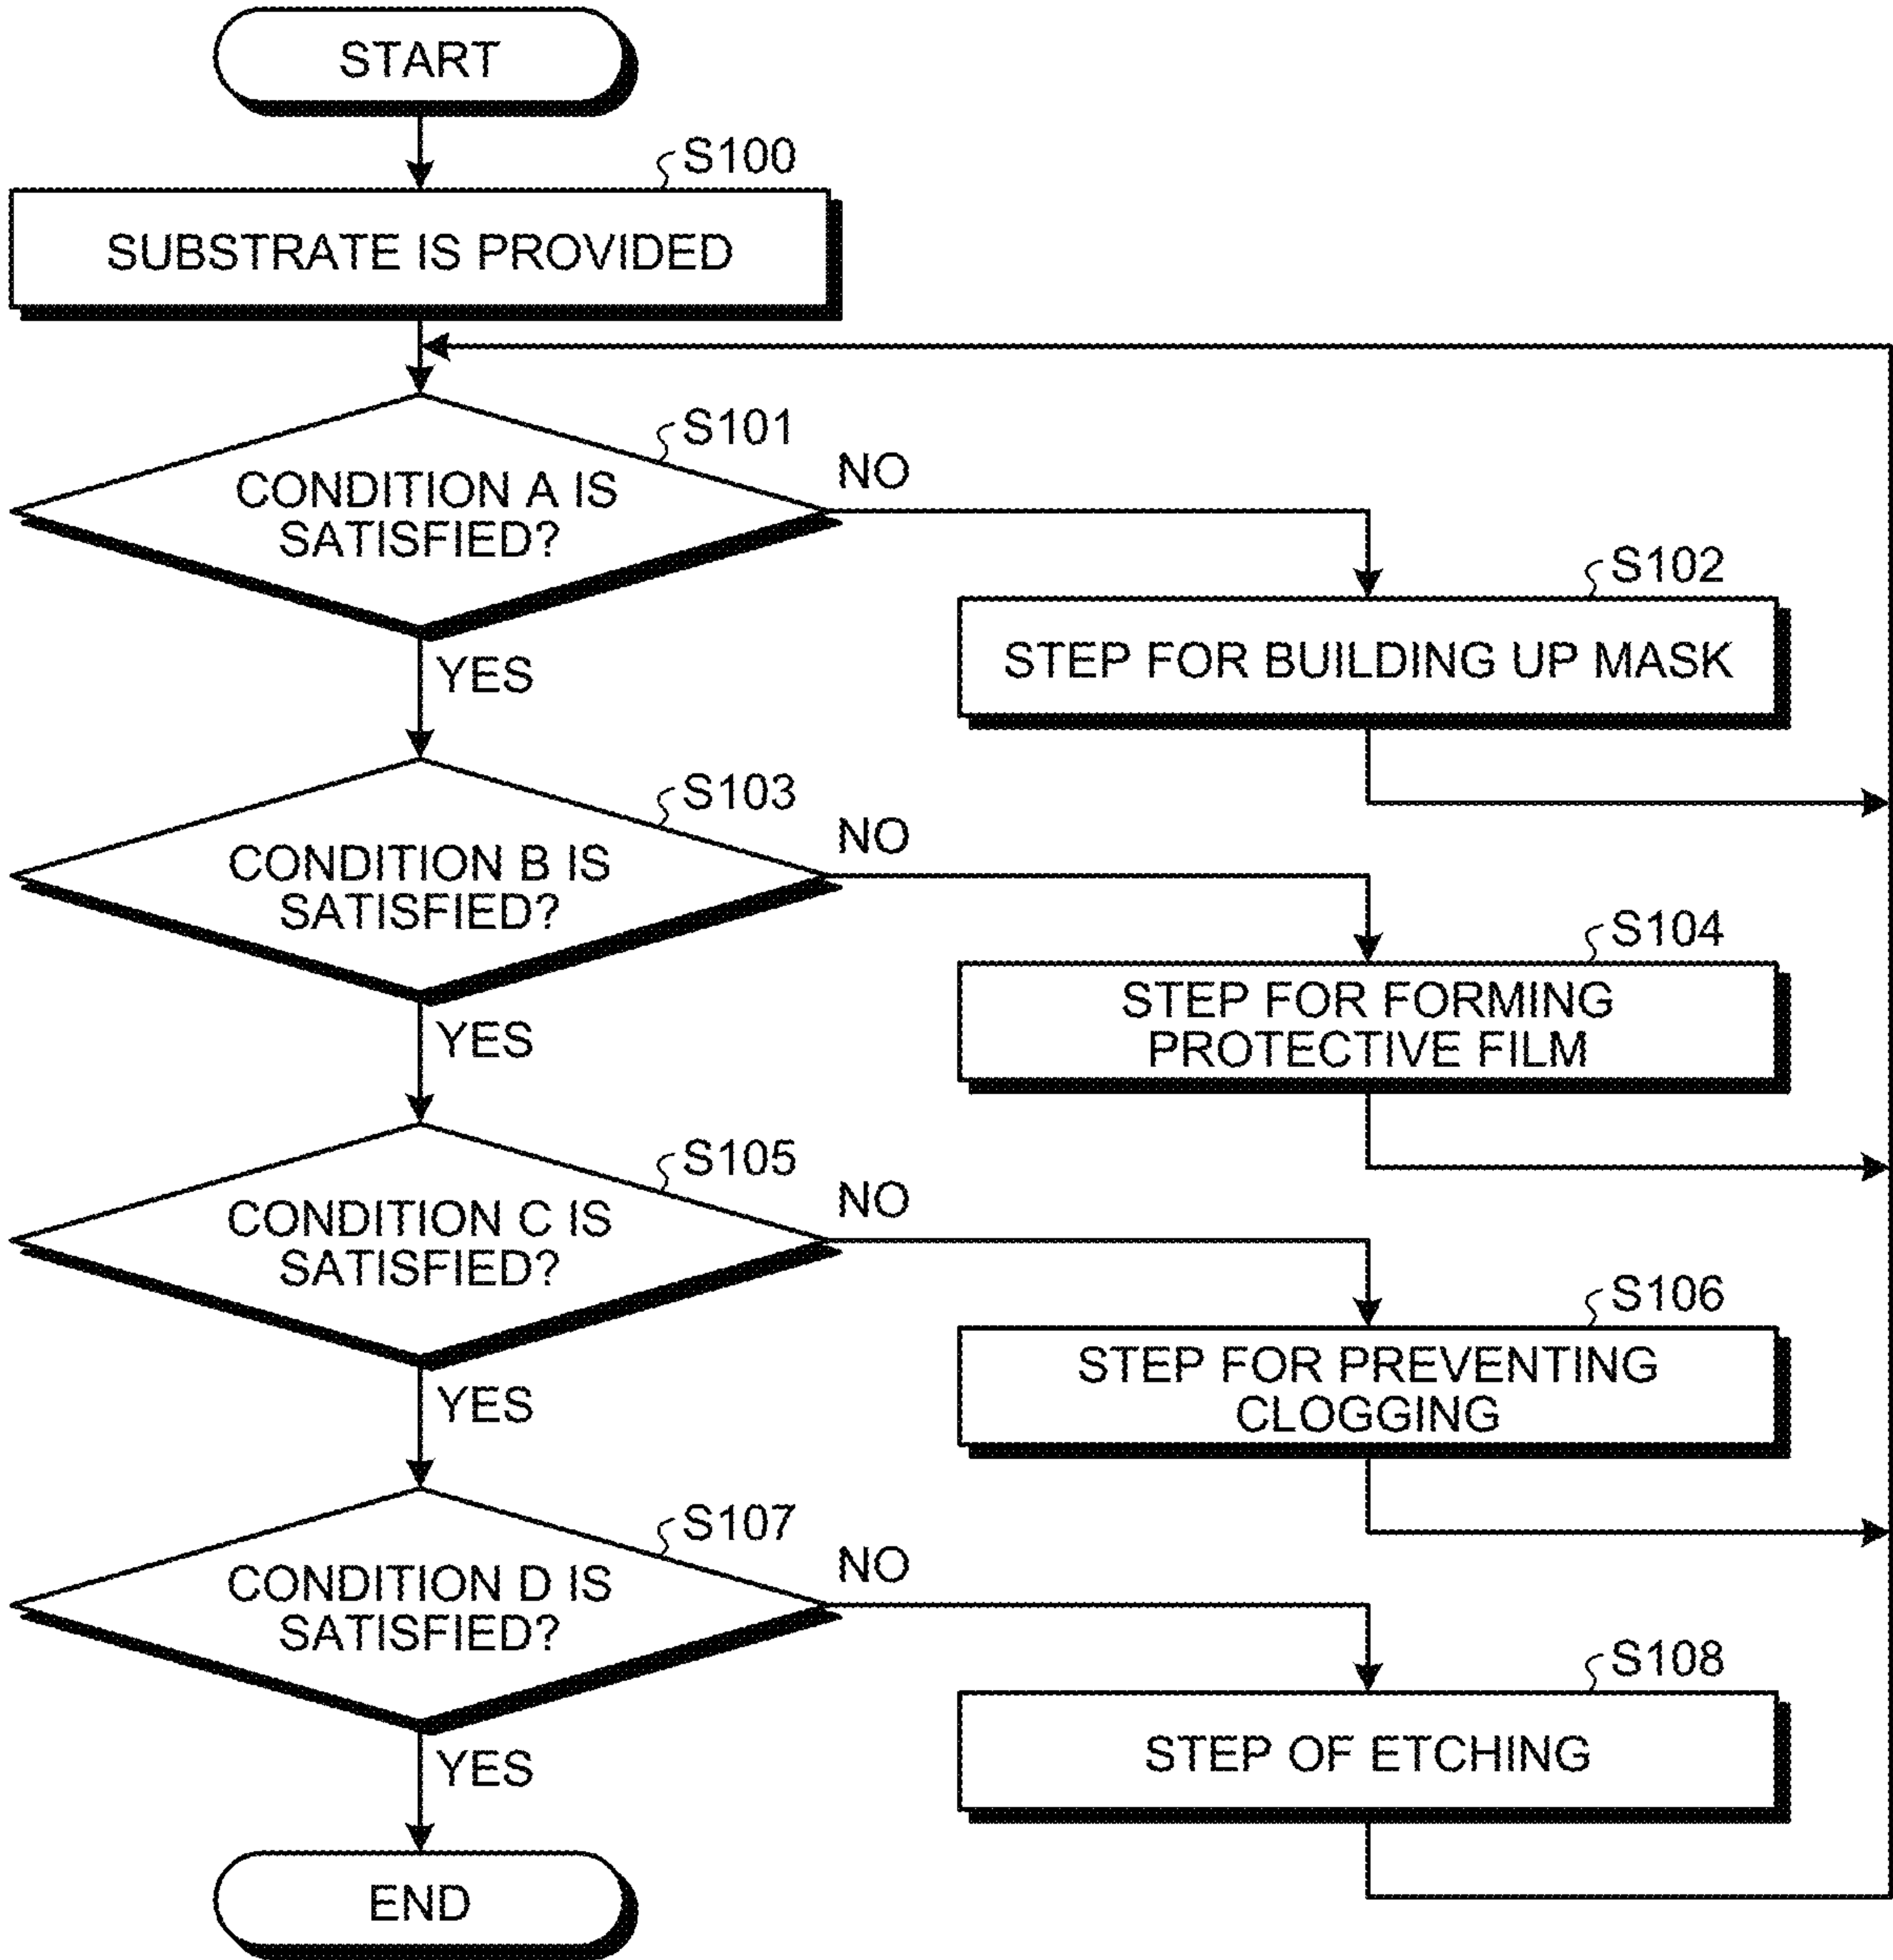 START
S100
SUBSTRATE IS PROVIDED
S101
CONDITION A IS
SATISFIED?
NO
YES
S102
STEP FOR BUILDING UP MASK
S103
CONDITION B IS
SATISFIED?
NO
YES
S104
STEP FOR FORMING
PROTECTIVE FILM
S105
CONDITION C IS
SATISFIED?
NO
YES
S106
STEP FOR PREVENTING
CLOGGING
S107
CONDITION D IS
SATISFIED?
NO
YES
S108
STEP OF ETCHING
END